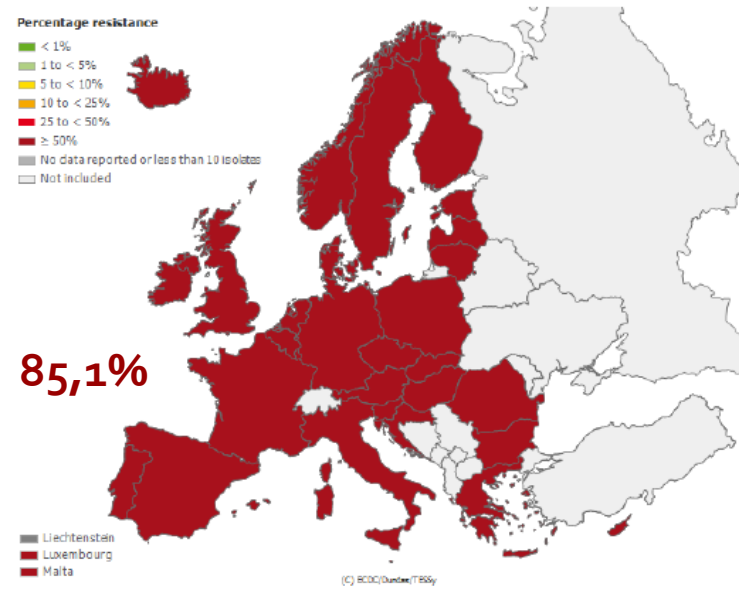 Percentage resistance
< 1%
1 to < 5%
5 to < 10%
10 to < 25%
25 to < 50%
≥ 50%
No data reported or less than 10 isolates
Not included
85,1%
Liechtenstein
Luxembourg
Malta
(C) ECDC/Dundas/TESSy